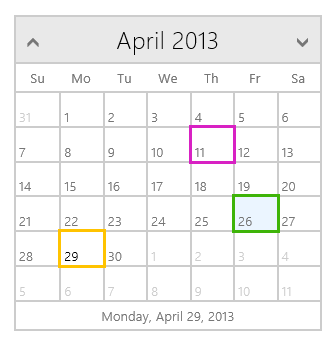 April 2013
Su Mo Tu We Th Fr Sa
31 1 2 3 4 5 6
7 8 9 10 11 12 13
14 15 16 17 18 19 20
21 22 23 24 25 26 27
28 29 30 1 2 3 4
5 6 7 8 9 10 11
Monday, April 29, 2013